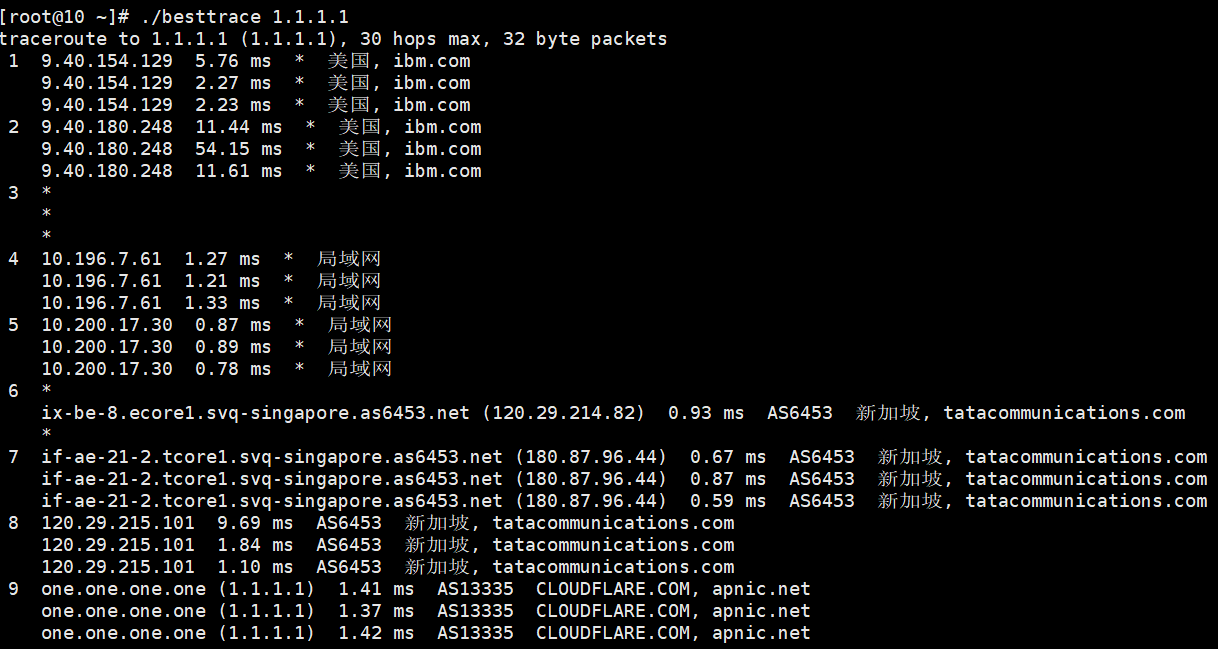 [root@10 ~]# ./besttrace 1.1.1.1
traceroute to 1.1.1.1 (1.1.1.1), 30 hops max, 32 byte packets
1  9.40.154.129  5.76 ms  *  美国, ibm.com
9.40.154.129  2.27 ms  *  美国, ibm.com
9.40.154.129  2.23 ms  *  美国, ibm.com
2  9.40.180.248  11.44 ms  *  美国, ibm.com
9.40.180.248  54.15 ms  *  美国, ibm.com
9.40.180.248  11.61 ms  *  美国, ibm.com
3  *
*
*
4  10.196.7.61  1.27 ms  *  局域网
10.196.7.61  1.21 ms  *  局域网
10.196.7.61  1.33 ms  *  局域网
5  10.200.17.30  0.87 ms  *  局域网
10.200.17.30  0.89 ms  *  局域网
10.200.17.30  0.78 ms  *  局域网
6  *
ix-be-8.ecore1.svq-singapore.as6453.net (120.29.214.82)  0.93 ms  AS6453  新加坡, tatacommunications.com
*
7  if-ae-21-2.tcore1.svq-singapore.as6453.net (180.87.96.44)  0.67 ms  AS6453  新加坡, tatacommunications.com
if-ae-21-2.tcore1.svq-singapore.as6453.net (180.87.96.44)  0.87 ms  AS6453  新加坡, tatacommunications.com
if-ae-21-2.tcore1.svq-singapore.as6453.net (180.87.96.44)  0.59 ms  AS6453  新加坡, tatacommunications.com
8  120.29.215.101  9.69 ms  AS6453  新加坡, tatacommunications.com
120.29.215.101  1.84 ms  AS6453  新加坡, tatacommunications.com
120.29.215.101  1.10 ms  AS6453  新加坡, tatacommunications.com
9  one.one.one.one (1.1.1.1)  1.41 ms  AS13335  CLOUDFLARE.COM, apnic.net
one.one.one.one (1.1.1.1)  1.37 ms  AS13335  CLOUDFLARE.COM, apnic.net
one.one.one.one (1.1.1.1)  1.42 ms  AS13335  CLOUDFLARE.COM, apnic.net